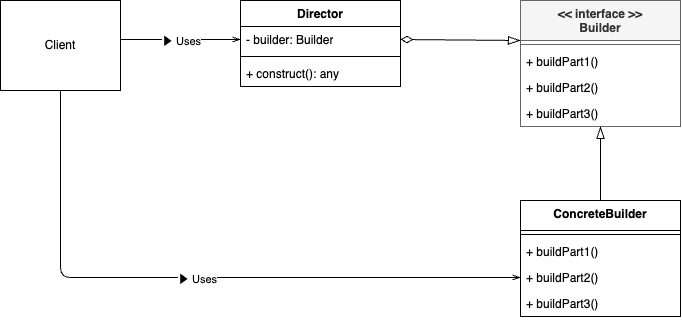 Client
Uses
Director
- builder: Builder
+ construct(): any
<< interface >>
Builder
+ buildPart1()
+ buildPart2()
+ buildPart3()
Uses
ConcreteBuilder
+ buildPart1()
+ buildPart2()
+ buildPart3()